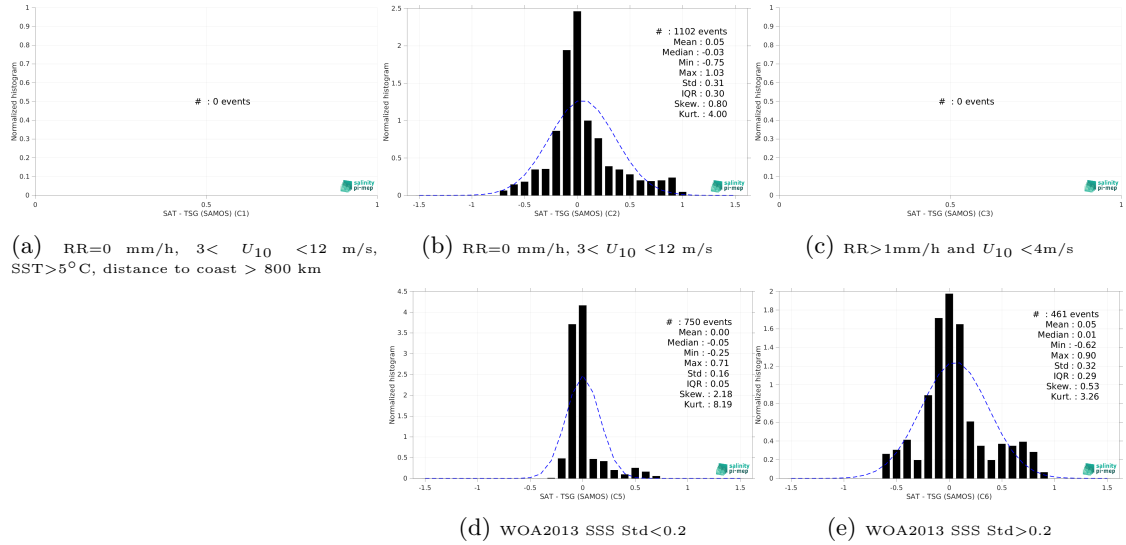 1
0.9
0.8
0.7
0.6
0.5
0.4
0.3
0.2
0.1
0
Normalized histogram
# : 0 events
0
1
SAT - TSG (SAMOS) (C1)
salinity
pi-mep
(a) RR=0 mm/h, 3< U10 <12 m/s,
SST>5°C, distance to coast > 800 km
2.5
2
1.5
1
0.5
0
Normalized histogram
# : 1102 events
Mean : 0.05
Median : -0.03
Min : -0.75
Max : 1.03
Std : 0.31
IQR : 0.30
Skew. : 0.80
Kurt. : 4.00
-1.5
-1
-0.5
0
0.5
1
1.5
SAT - TSG (SAMOS) (C2)
salinity
pi-mep
(b) RR=0 mm/h, 3< U10 <12 m/s
1
0.9
0.8
0.7
0.6
0.5
0.4
0.3
0.2
0.1
0
Normalized histogram
# : 0 events
0
1
SAT - TSG (SAMOS) (C3)
salinity
pi-mep
(c) RR>1mm/h and U10 <4m/s
4.5
4
3.5
3
2.5
2
1.5
1
0.5
0
Normalized histogram
# : 750 events
Mean : 0.00
Median : -0.05
Min : -0.25
Max : 0.71
Std : 0.16
IQR : 0.05
Skew. : 2.18
Kurt. : 8.19
-1.5
-1
-0.5
0
0.5
1
1.5
SAT - TSG (SAMOS) (C5)
salinity
pi-mep
(d) WOA2013 SSS Std<0.2
2
1.8
1.6
1.4
1.2
1
0.8
0.6
0.4
0.2
0
Normalized histogram
# : 461 events
Mean : 0.05
Median : 0.01
Min : -0.62
Max : 0.90
Std : 0.32
IQR : 0.29
Skew. : 0.53
Kurt. : 3.26
-1.5
-1
-0.5
0
0.5
1
1.5
SAT - TSG (SAMOS) (C6)
salinity
pi-mep
(e) WOA2013 SSS Std>0.2